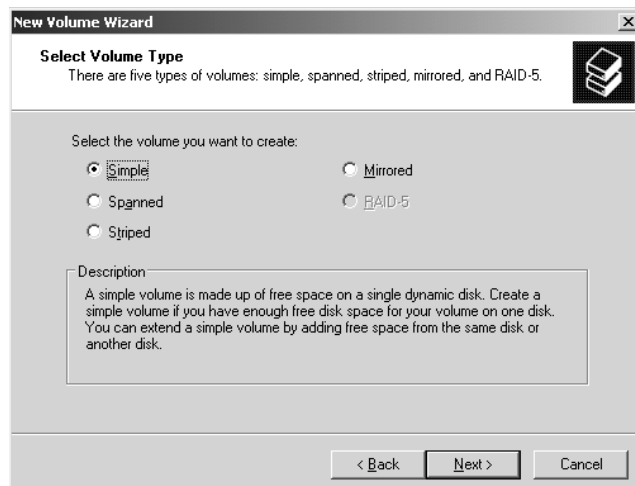 New Volume Wizard
Select Volume Type
There are five types of volumes: simple, spanned, striped, mirrored, and RAID-5.
Select the volume you want to create:
Simple
Mirrored
Spanned
RAID-5
Striped
Description
A simple volume is made up of free space on a single dynamic disk. Create a
simple volume if you have enough free disk space for your volume on one disk.
You can extend a simple volume by adding free space from the same disk or
another disk.
< Back
Next >
Cancel